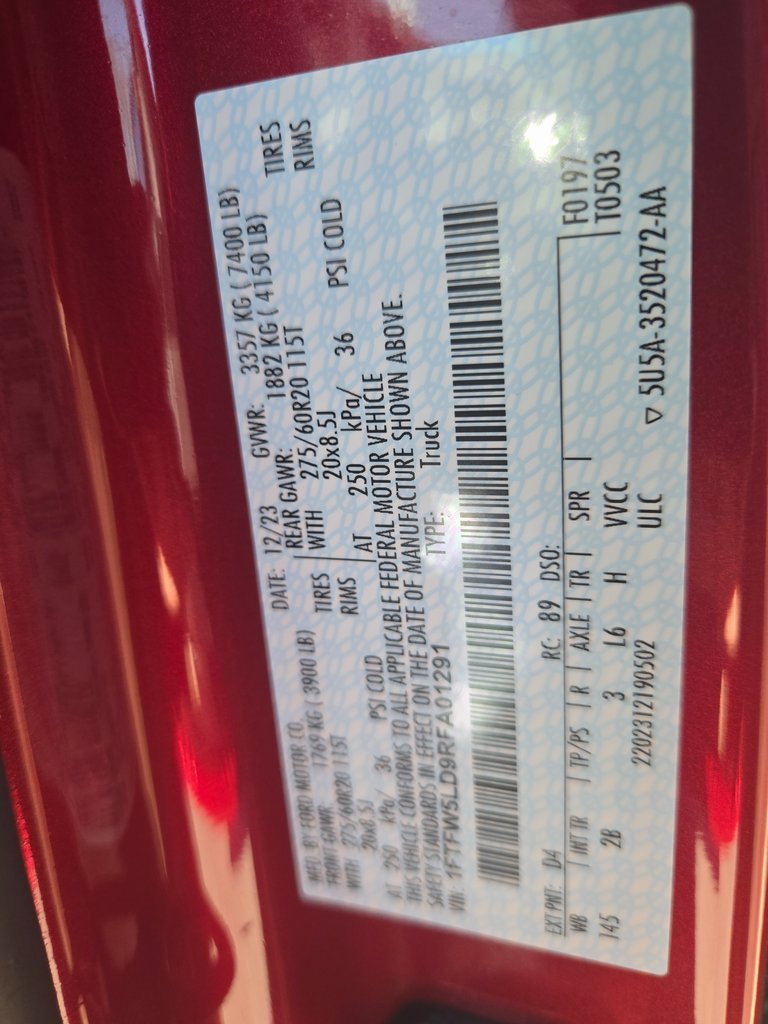 MFD. BY FORD MOTOR CO. DATE: 12/23 GVWR: 3357 KG ( 7400 LB)
FRONT GAWR: 1769 KG ( 3900 LB) REAR GAWR: 1882 KG ( 4150 LB)
WITH 275/60R20 115T TIRES WITH 275/60R20 115T TIRES
20x8.5J RIMS 20x8.5J RIMS
AT 250 kPa/ 36 PSI COLD AT 250 kPa/ 36 PSI COLD
THIS VEHICLE CONFORMS TO ALL APPLICABLE FEDERAL MOTOR VEHICLE
SAFETY STANDARDS IN EFFECT ON THE DATE OF MANUFACTURE SHOWN ABOVE.
VIN: 1FTFW5LD9RFA01291 TYPE: Truck
EXT PNT: D4 RC: 89 DSO: F0197
WB INT TR TP/PS R AXLE TR SPR T0503
145 2B 3 L6 H VVCC
2202312190502 ULC ▽ 5U5A-3520472-AA